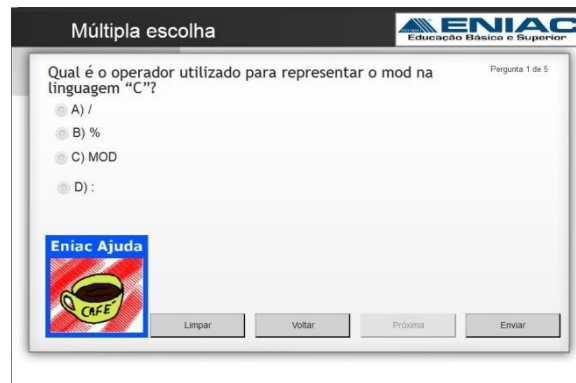 Múltipla escolha
ENIAC
Educação Básica e Superior
Qual é o operador utilizado para representar o mod na
linguagem “C”?
Pergunta 1 de 5
A) /
B) %
C) MOD
D) :
Eniac Ajuda
CAFÉ
Limpar
Voltar
Próxima
Enviar